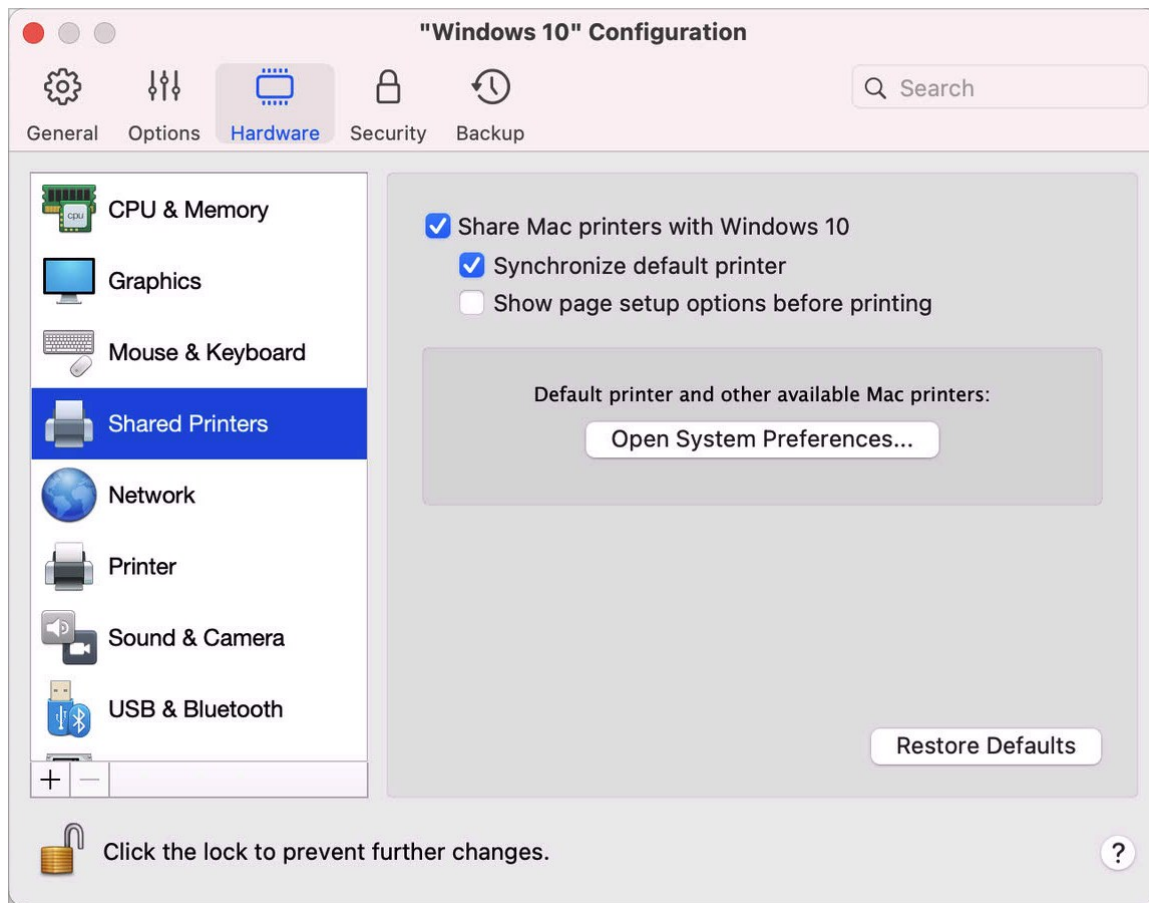 "Windows 10" Configuration
General Options Hardware Security Backup
Search
CPU & Memory
Graphics
Mouse & Keyboard
Shared Printers
Network
Printer
Sound & Camera
USB & Bluetooth
Share Mac printers with Windows 10
Synchronize default printer
Show page setup options before printing
Default printer and other available Mac printers:
Open System Preferences...
Restore Defaults
+ −
Click the lock to prevent further changes.
?